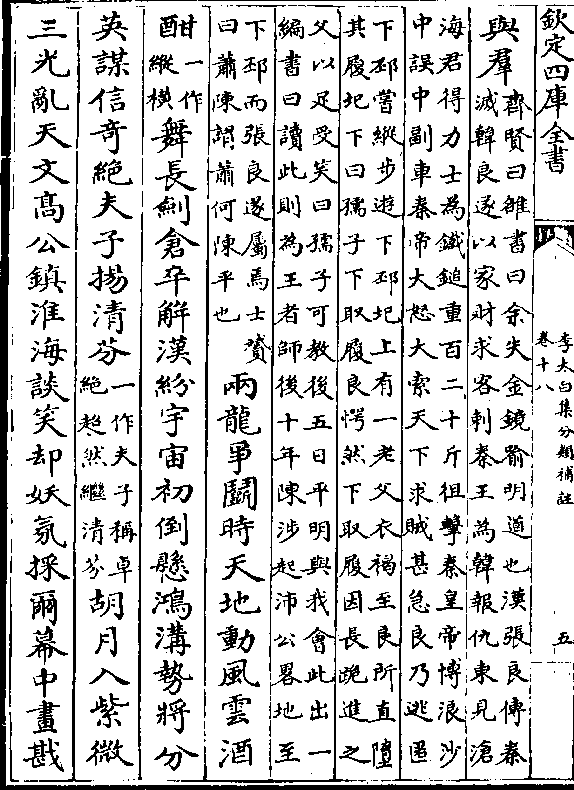 欽定四庫全書
李太白集分類補註
卷十八
五
與羣
齊賢曰雒書曰余失金鏡喻明道也漢張良傳秦
滅韓良遂以家財求客刺秦王為韓報仇東見滄
海君得力士為鐵鎚重百二十斤徂擊秦皇帝博浪沙
中誤中副車秦帝大怒大索天下求賊甚急良乃逃匿
下邳嘗縱步遊下邳圯上有一老父衣褐至良所直墮
其履圯下曰孺子下取履良愕然下取履因長跪進之
父以足受笑曰孺子可教後五日平明與我會此出一
編書曰讀此則為王者師後十年陳涉起沛公畧地至
下邳而張良遂屬焉士贇
曰蕭陳謂蕭何陳平也
兩龍爭鬬時天地動風雲酒
酣
一作
縱橫
舞長劒倉卒解漢紛宇宙初倒懸鴻溝勢將分
英謀信奇絶夫子揚清芬
一作夫子稱卓
絶超然繼清芬
胡月入紫微
三光亂天文高公鎮淮海談笑却妖氛採爾幕中畫戡